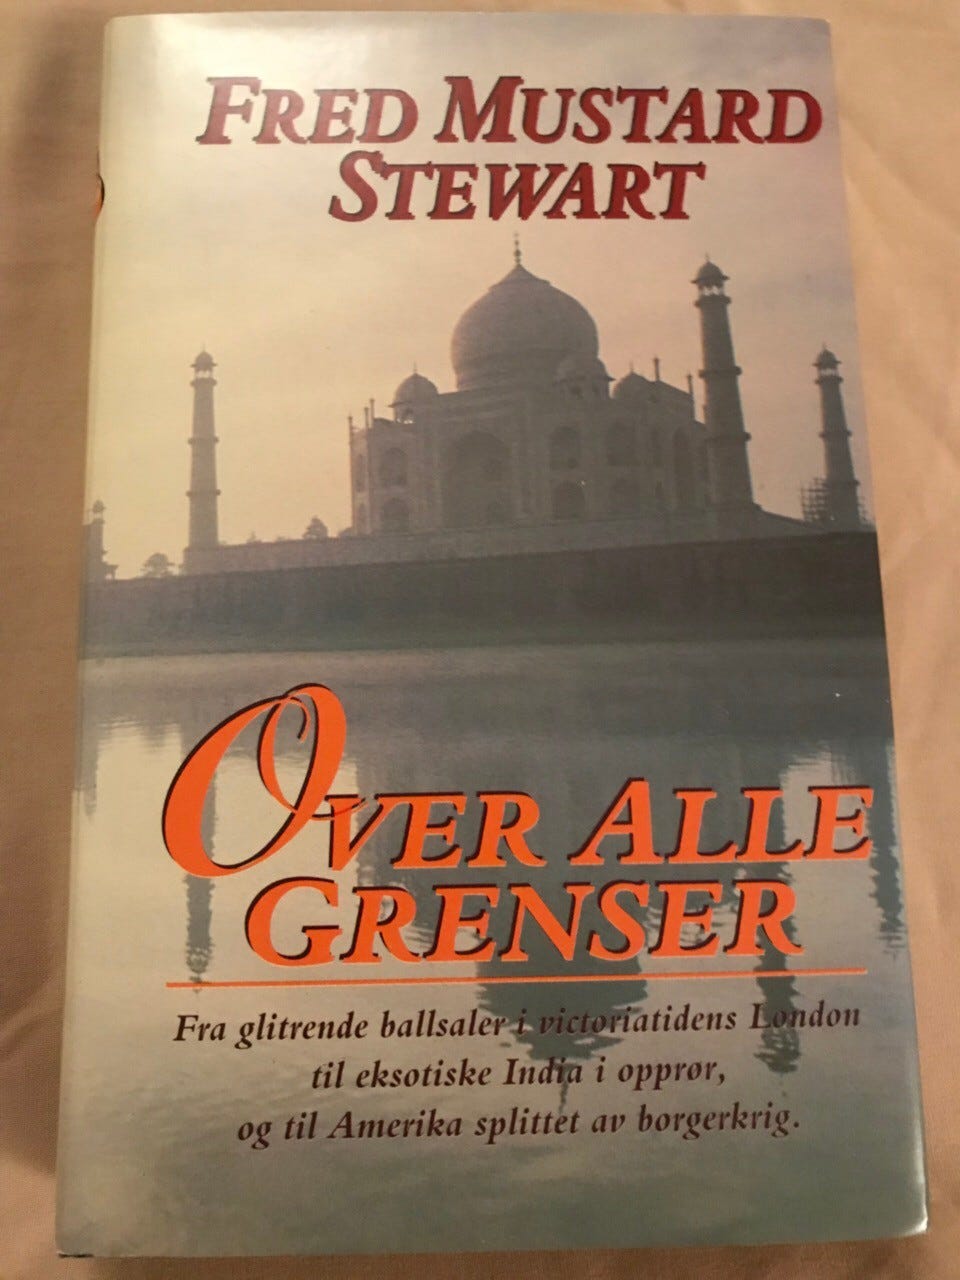 FRED MUSTARD
STEWART
OVER ALLE
GRENSER
Fra glitrende ballsaler i victoriatidens London
til eksotiske India i opprør,
og til Amerika splittet av borgerkrig.